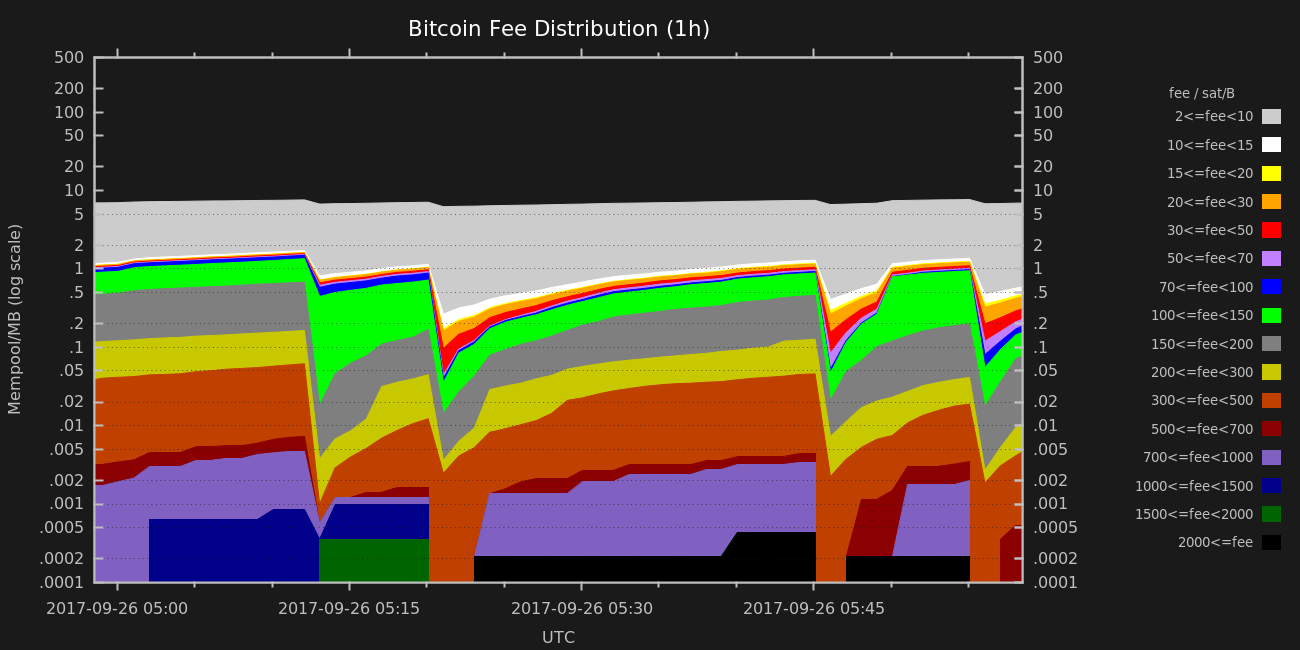 Bitcoin Fee Distribution (1h)
Mempool/MB (log scale)
500
200
100
50
20
10
5
2
1
.5
.2
.1
.05
.02
.01
.005
.002
.001
.0005
.0002
.0001
500
200
100
50
20
10
5
2
1
.5
.2
.1
.05
.02
.01
.005
.002
.001
.0005
.0002
.0001
2017-09-26 05:00
2017-09-26 05:15
2017-09-26 05:30
2017-09-26 05:45
UTC
fee / sat/B
2<=fee<10
10<=fee<15
15<=fee<20
20<=fee<30
30<=fee<50
50<=fee<70
70<=fee<100
100<=fee<150
150<=fee<200
200<=fee<300
300<=fee<500
500<=fee<700
700<=fee<1000
1000<=fee<1500
1500<=fee<2000
2000<=fee